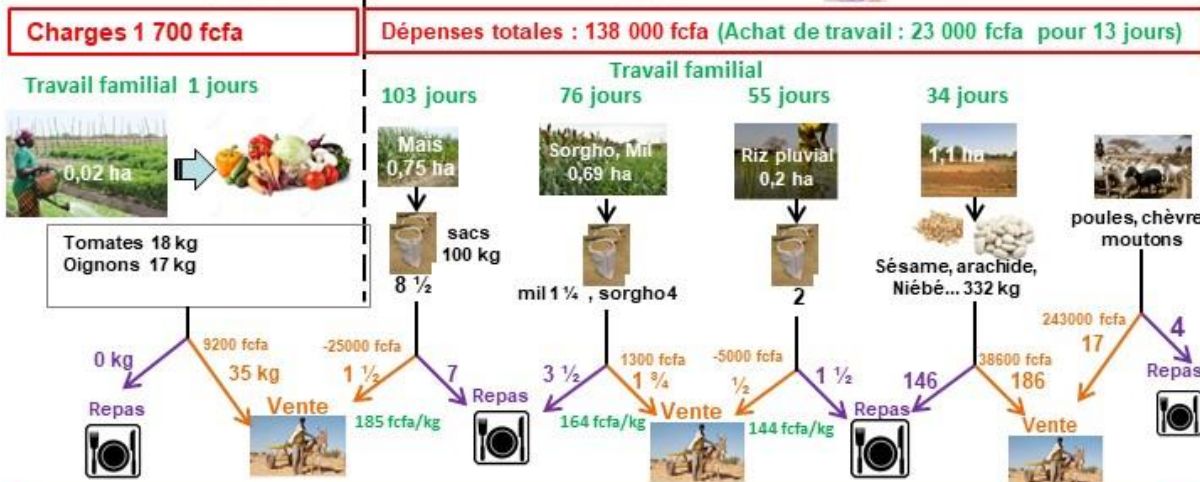 Charges 1 700 fcfa
Dépenses totales : 138 000 fcfa (Achat de travail : 23 000 fcfa pour 13 jours)
Travail familial 1 jours
Travail familial
103 jours
76 jours
55 jours
34 jours
0,02 ha
Mais
0,75 ha
Sorgho, Mil
0,69 ha
Riz pluvial
0,2 ha
1,1 ha
Tomates 18 kg
Oignons 17 kg
sacs
100 kg
8 ½
mil 1 ¼ , sorgho 4
2
Sésame, arachide,
Niébé... 332 kg
poules, chèvre
moutons
0 kg
9200 fcfa
35 kg
-25000 fcfa
1 ½
7
3 ½
1300 fcfa
1 ¾
-5000 fcfa
½
1 ½
146
38600 fcfa
186
243000 fcfa
17
4
Repas
Vente
185 fcfa/kg
Repas
164 fcfa/kg
Vente
144 fcfa/kg
Repas
Vente
Repas